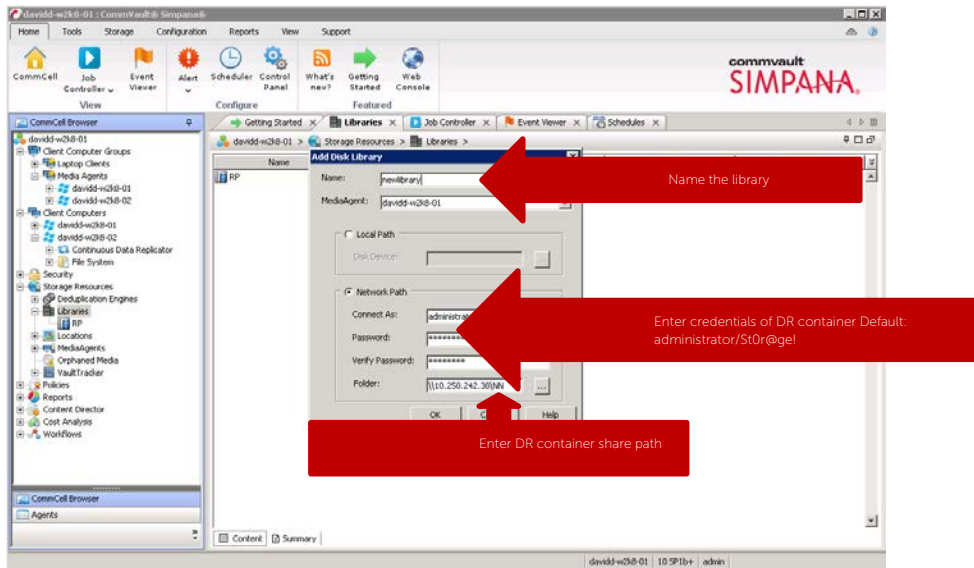 davidd-w2k8-01 : CommVault® Simpana®
Home Tools Storage Configuration Reports View Support
CommCell
Job Controller
Event Viewer
Alert
Scheduler
Control Panel
What's new?
Getting Started
Web Console
View Configure Featured
commvault
SIMPANA
CommCell Browser
Getting Started Libraries Job Controller Event Viewer Schedules
davidd-w2k8-01
davidd-w2k8-01 > Storage Resources > Libraries >
Client Computer Groups
Laptop Clients
Media Agents
davidd-w2k8-01
davidd-w2k8-02
Client Computers
davidd-w2k8-01
davidd-w2k8-02
Continuous Data Replicator
File System
Security
Storage Resources
Deduplication Engines
Libraries
RP
Locations
MediaAgents
Orphaned Media
VaultTracker
Policies
Reports
Content Director
Cost Analysis
Workflows
CommCell Browser
Agents
Name
RP
Add Disk Library
Name: newlibrary
MediaAgent: davidd-w2k8-01
Local Path
Disk Device:
Network Path
Connect As:
Password: ********
Verify Password: ********
Folder: \\10.250.242.38\NN
OK Help
Name the library
Enter credentials of DR container Default:
administrator/St0r@ge!
Enter DR container share path
Content Summary
davidd-w2k8-01 10.5P1b+ admin